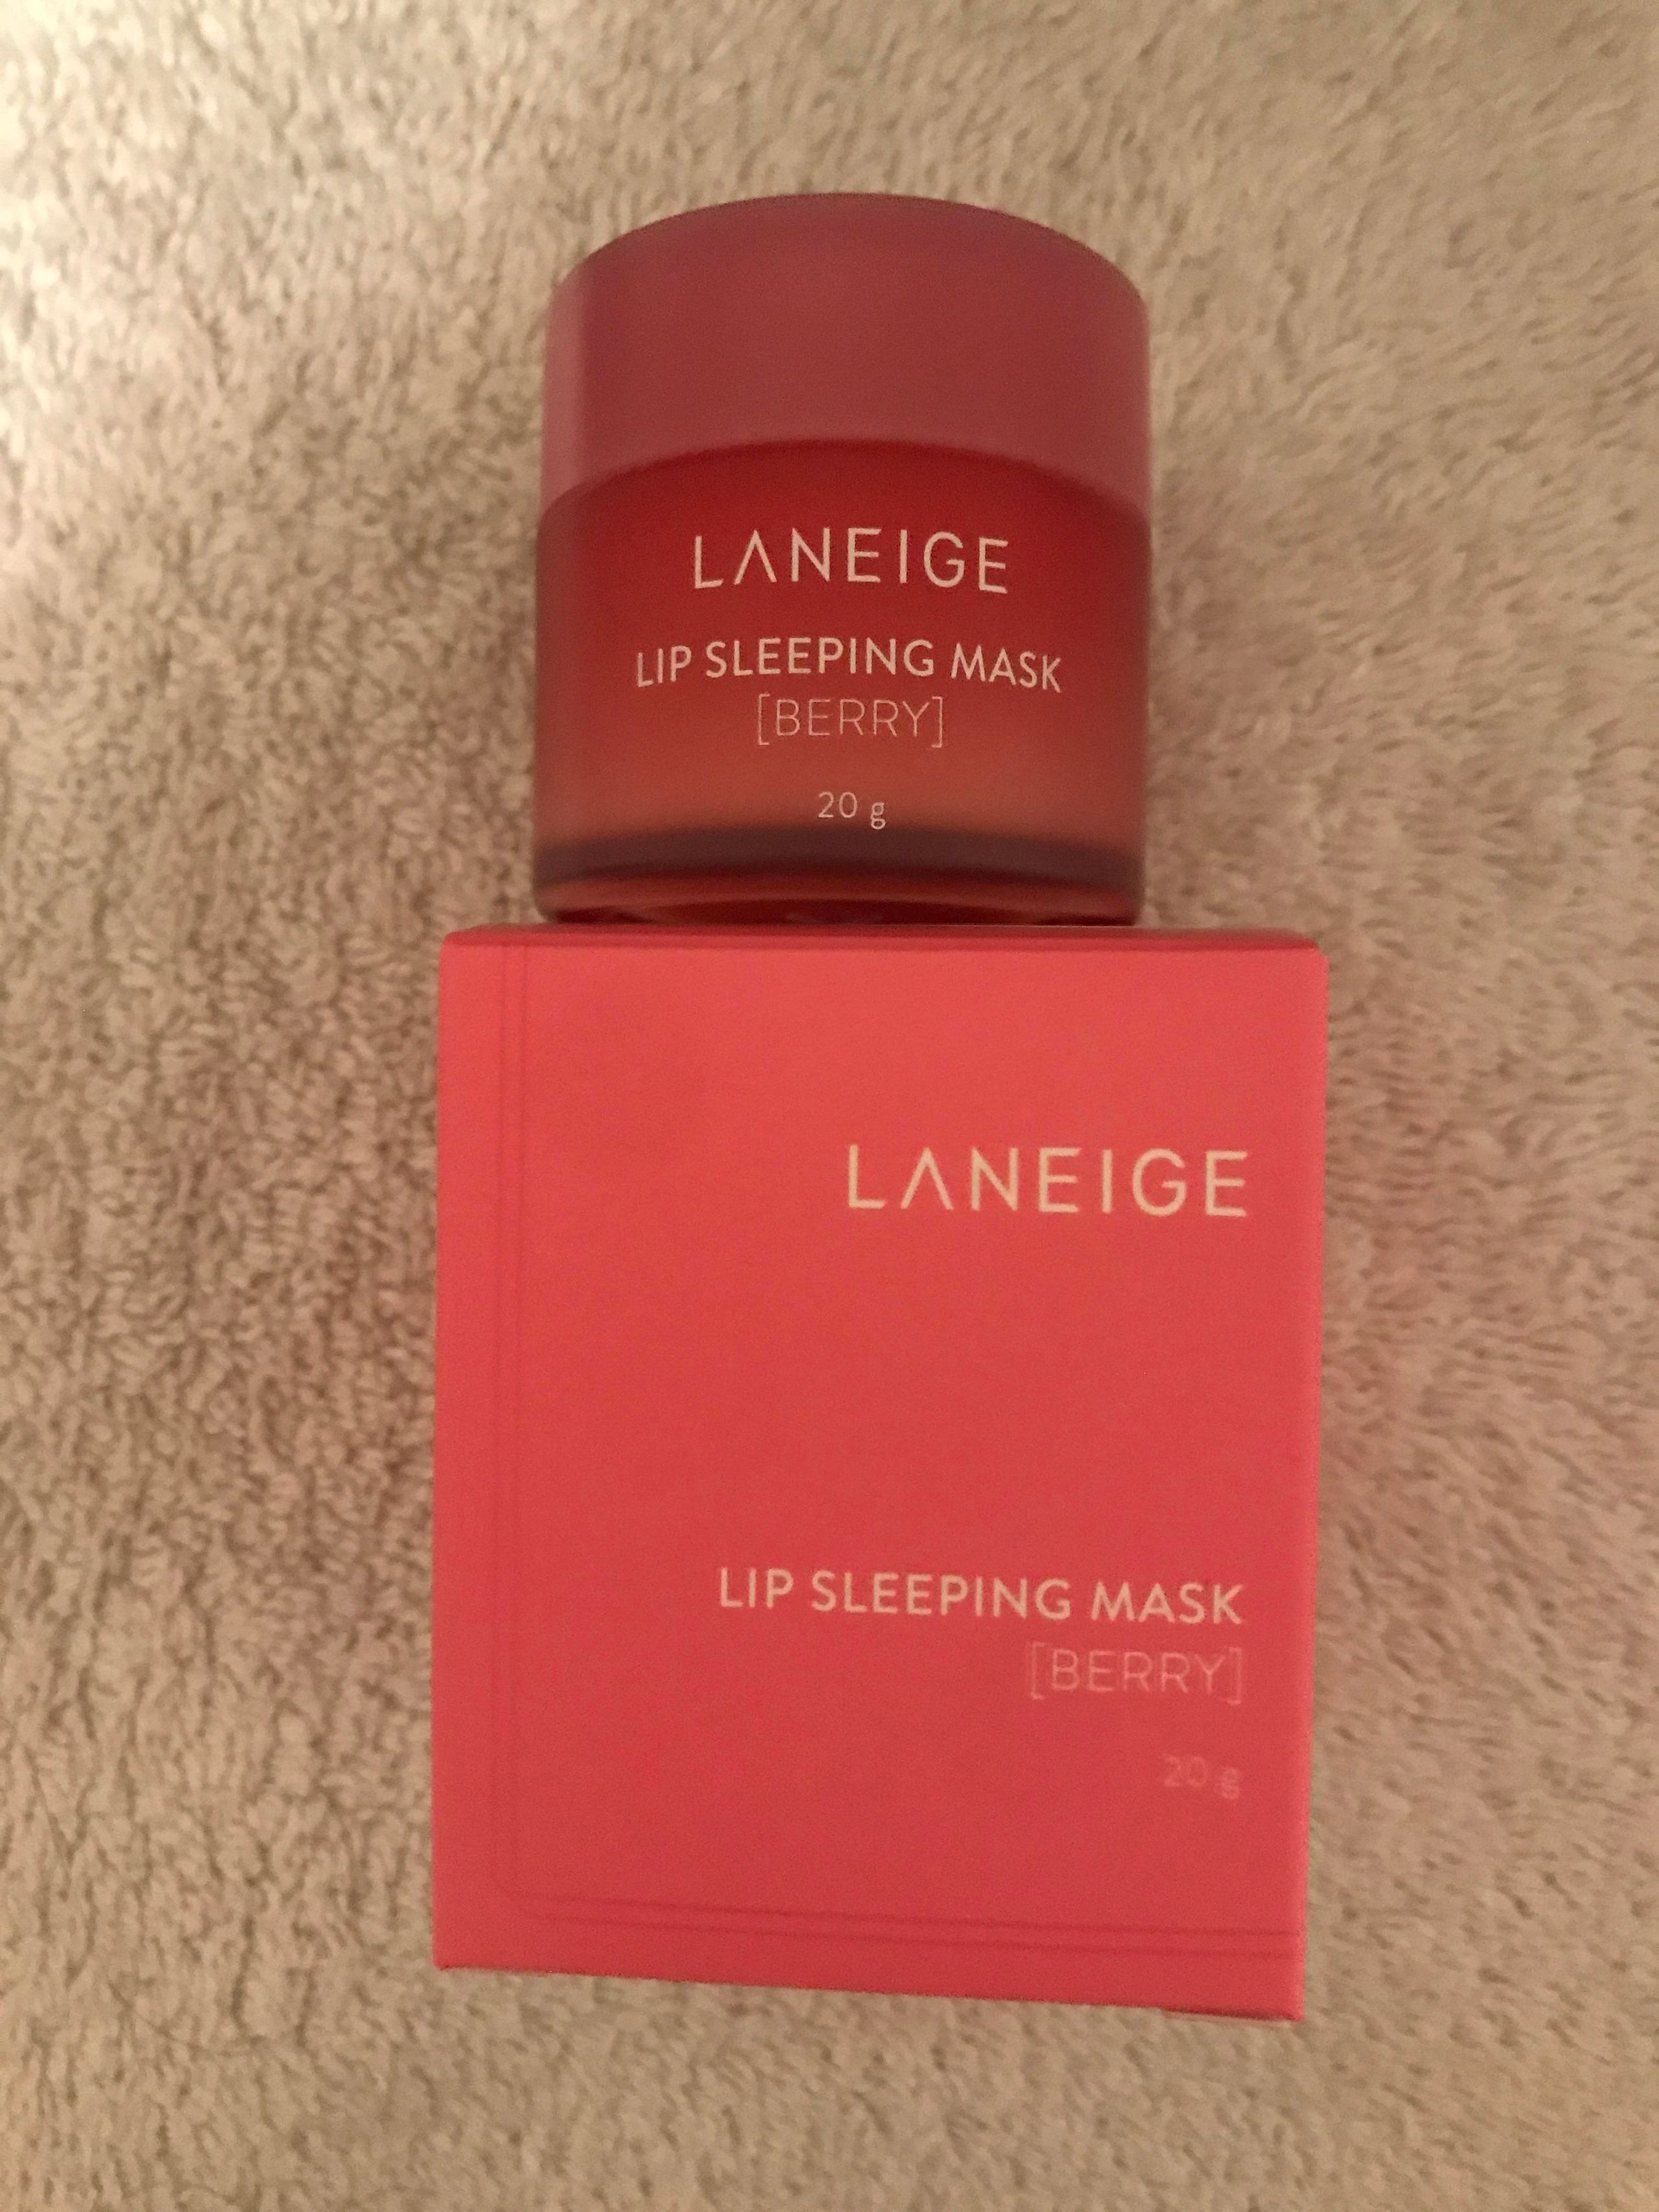 LANEIGE
LIP SLEEPING MASK
[BERRY]
20 g
LANEIGE
LIP SLEEPING MASK
[BERRY]
20 g